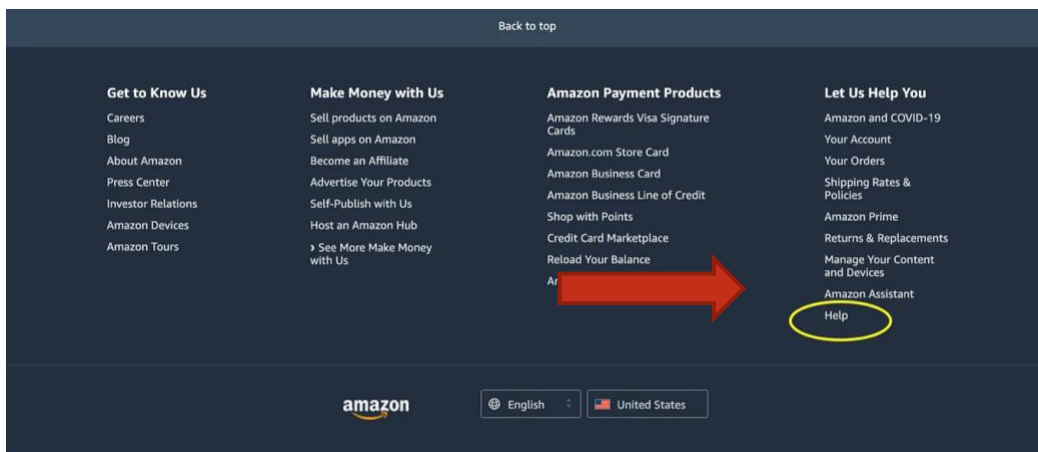 Back to top
Get to Know Us
Careers
Blog
About Amazon
Press Center
Investor Relations
Amazon Devices
Amazon Tours
Make Money with Us
Sell products on Amazon
Sell apps on Amazon
Become an Affiliate
Advertise Your Products
Self-Publish with Us
Host an Amazon Hub
› See More Make Money
with Us
Amazon Payment Products
Amazon Rewards Visa Signature
Cards
Amazon.com Store Card
Amazon Business Card
Amazon Business Line of Credit
Shop with Points
Credit Card Marketplace
Reload Your Balance
Let Us Help You
Amazon and COVID-19
Your Account
Your Orders
Shipping Rates &
Policies
Amazon Prime
Returns & Replacements
Manage Your Content
and Devices
Amazon Assistant
Help
amazon
English
United States